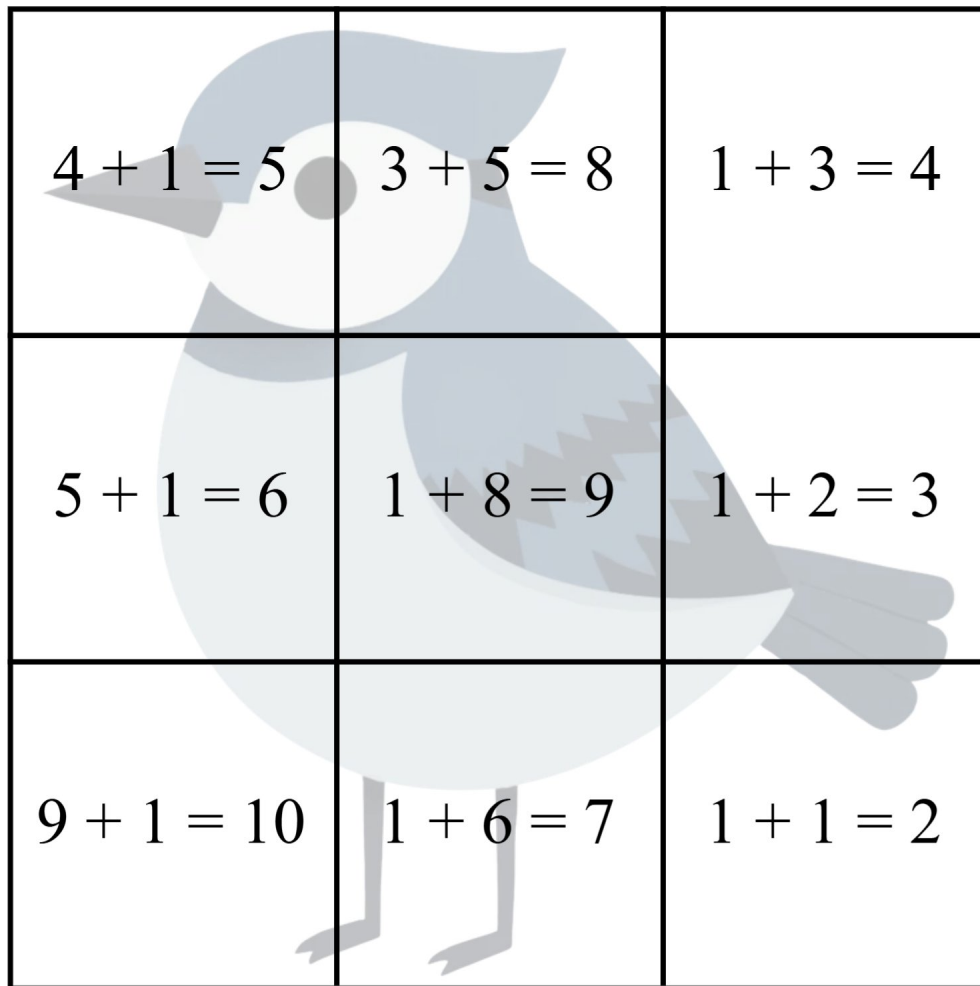 4 + 1 = 5
3 + 5 = 8
1 + 3 = 4
5 + 1 = 6
1 + 8 = 9
1 + 2 = 3
9 + 1 = 10
1 + 6 = 7
1 + 1 = 2